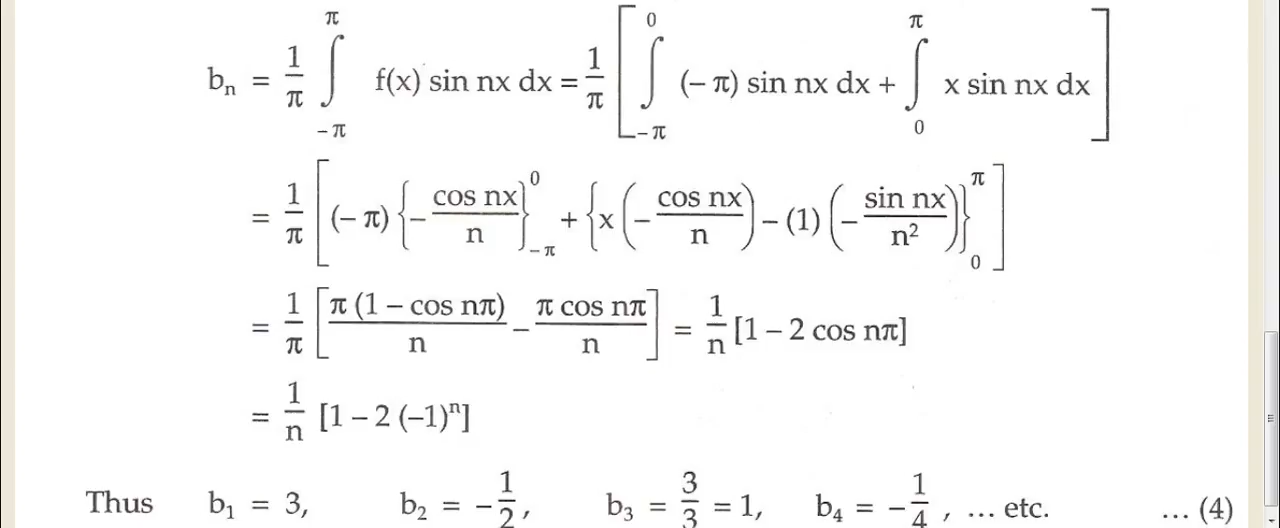 bₙ = 1/π ∫_{-π}^{π} f(x) sin nx dx = 1/π [ ∫_{-π}^{0} (– π) sin nx dx + ∫_{0}^{π} x sin nx dx ]
= 1/π [ (– π) { – cos nx / n }_{-π}^{0} + { x ( – cos nx / n ) – (1) ( – sin nx / n² ) }_{0}^{π} ]
= 1/π [ π (1 – cos nπ) / n – π cos nπ / n ] = 1/n [1 – 2 cos nπ]
= 1/n [1 – 2 (–1)ⁿ]
Thus b₁ = 3, b₂ = – 1/2, b₃ = 3/3 = 1, b₄ = – 1/4, ... etc. ... (4)